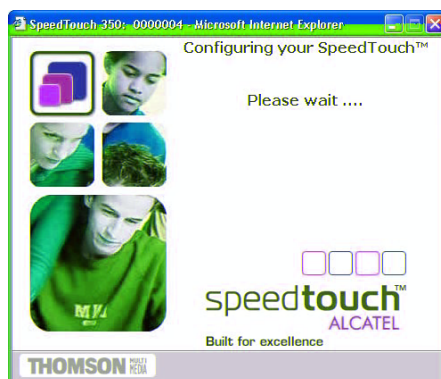 SpeedTouch 350: -0000004 - Microsoft Internet Explorer
Configuring your SpeedTouch™
Please wait ....
speedtouch™
ALCATEL
Built for excellence
THOMSON MULTI MEDIA